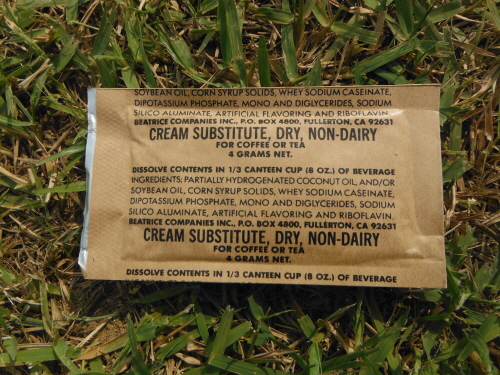 SOYBEAN OIL, CORN SYRUP SOLIDS, WHEY SODIUM CASEINATE,
DIPOTASSIUM PHOSPHATE, MONO AND DIGLYCERIDES, SODIUM
SILICO ALUMINATE, ARTIFICIAL FLAVORING AND RIBOFLAVIN.
BEATRICE COMPANIES INC., P.O. BOX 4800, FULLERTON, CA 92631
CREAM SUBSTITUTE, DRY, NON-DAIRY
FOR COFFEE OR TEA
4 GRAMS NET.
DISSOLVE CONTENTS IN 1/3 CANTEEN CUP (8 OZ.) OF BEVERAGE
INGREDIENTS: PARTIALLY HYDROGENATED COCONUT OIL, AND/OR
SOYBEAN OIL, CORN SYRUP SOLIDS, WHEY SODIUM CASEINATE,
DIPOTASSIUM PHOSPHATE, MONO AND DIGLYCERIDES, SODIUM
SILICO ALUMINATE, ARTIFICIAL FLAVORING AND RIBOFLAVIN.
BEATRICE COMPANIES INC., P.O. BOX 4800, FULLERTON, CA 92631
CREAM SUBSTITUTE, DRY, NON-DAIRY
FOR COFFEE OR TEA
4 GRAMS NET.
DISSOLVE CONTENTS IN 1/3 CANTEEN CUP (8 OZ.) OF BEVERAGE